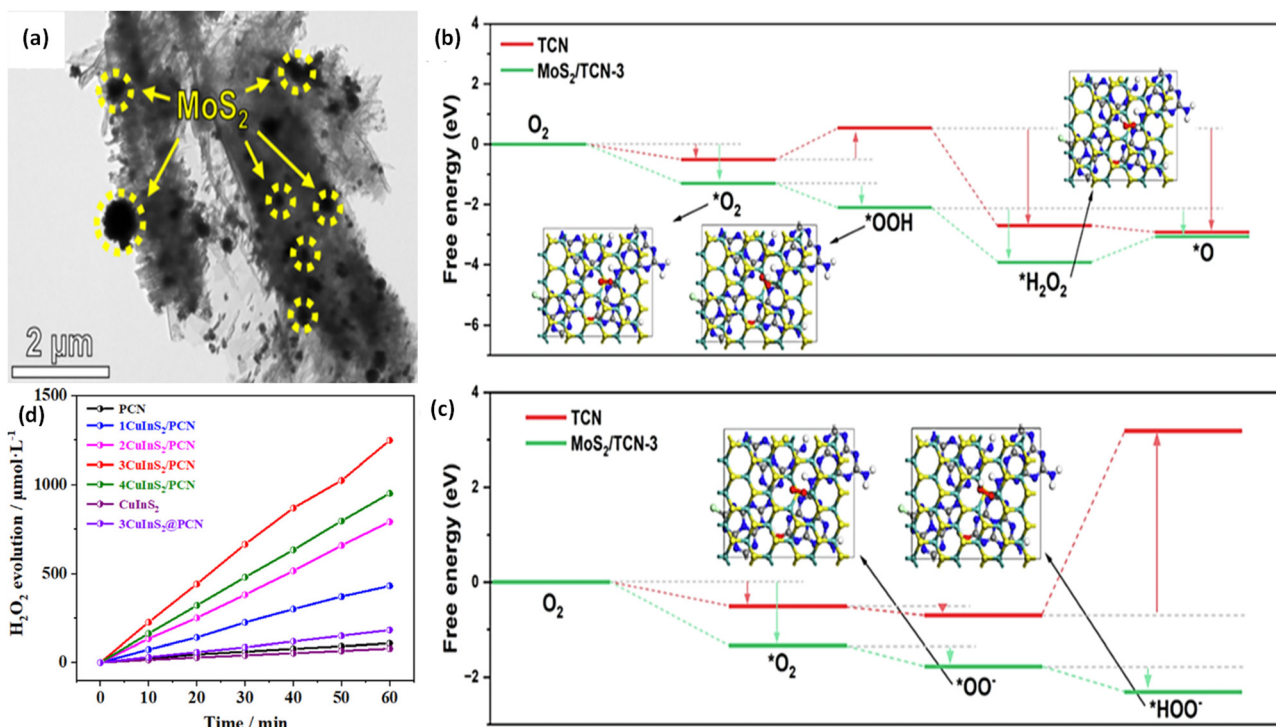 (a)
MoS2
2 μm
(b)
TCN
MoS2/TCN-3
Free energy (eV)
4
2
0
−2
−4
−6
O2
*O2
*OOH
*H2O2
*O
(d)
H2O2 evolution / μmol·L-1
1500
1000
500
0
PCN
1CuInS2/PCN
2CuInS2/PCN
3CuInS2/PCN
4CuInS2/PCN
CuInS2
3CuInS2@PCN
0 10 20 30 40 50 60
Time / min
(c)
TCN
MoS2/TCN-3
Free energy (eV)
4
2
0
−2
O2
*O2
*OO-
*HOO-